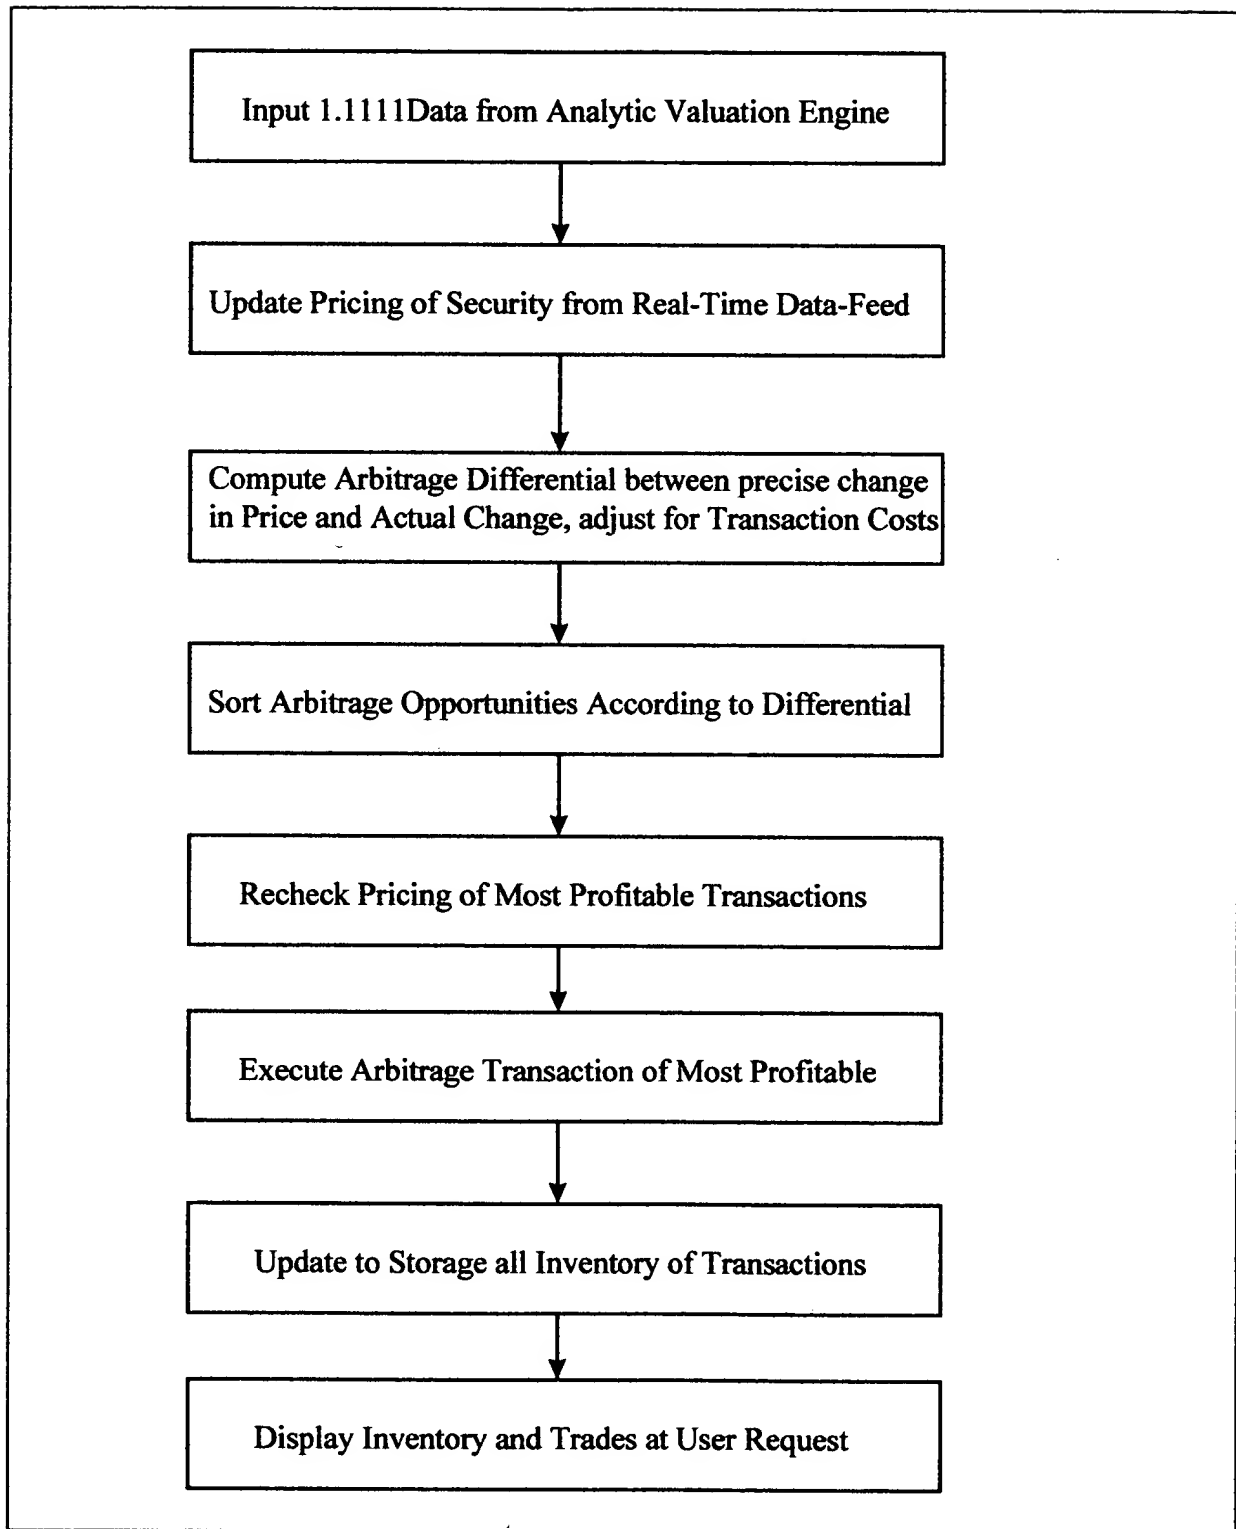 Input 1.1111Data from Analytic Valuation Engine
Update Pricing of Security from Real-Time Data-Feed
Compute Arbitrage Differential between precise change
in Price and Actual Change, adjust for Transaction Costs
Sort Arbitrage Opportunities According to Differential
Recheck Pricing of Most Profitable Transactions
Execute Arbitrage Transaction of Most Profitable
Update to Storage all Inventory of Transactions
Display Inventory and Trades at User Request